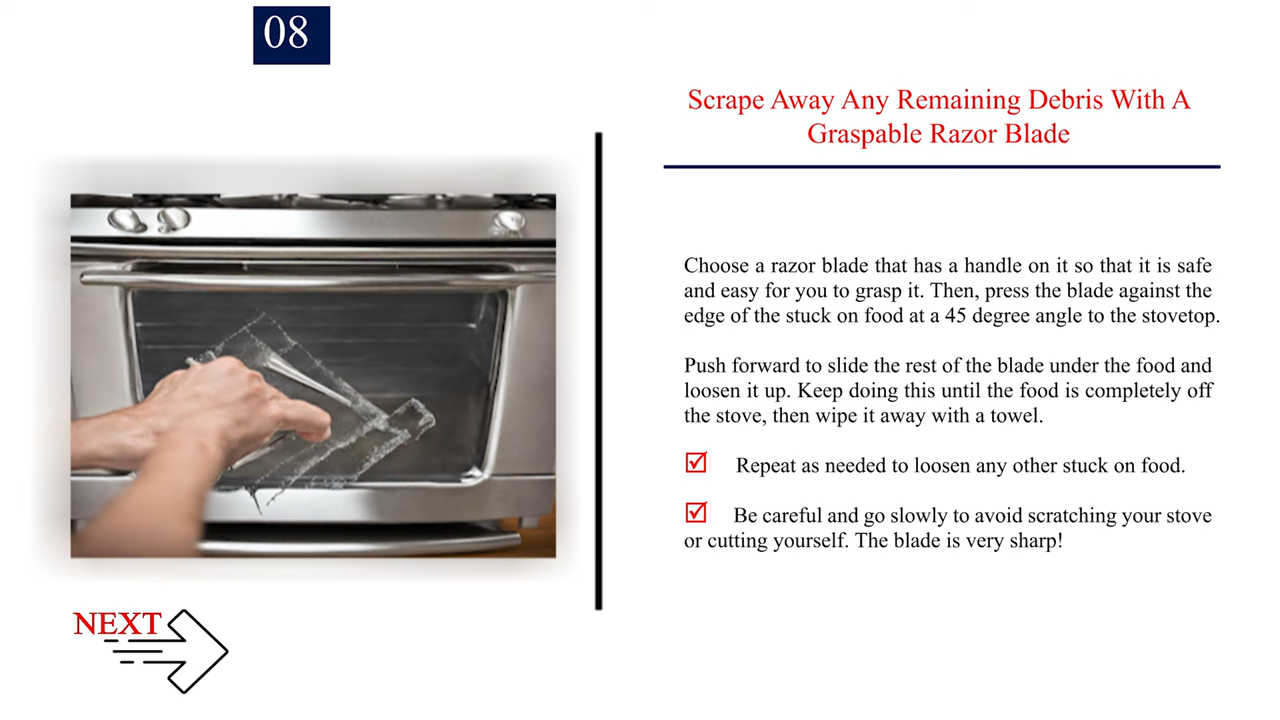 08
Scrape Away Any Remaining Debris With A
Graspable Razor Blade
Choose a razor blade that has a handle on it so that it is safe
and easy for you to grasp it. Then, press the blade against the
edge of the stuck on food at a 45 degree angle to the stovetop.
Push forward to slide the rest of the blade under the food and
loosen it up. Keep doing this until the food is completely off
the stove, then wipe it away with a towel.
Repeat as needed to loosen any other stuck on food.
Be careful and go slowly to avoid scratching your stove
or cutting yourself. The blade is very sharp!
NEXT